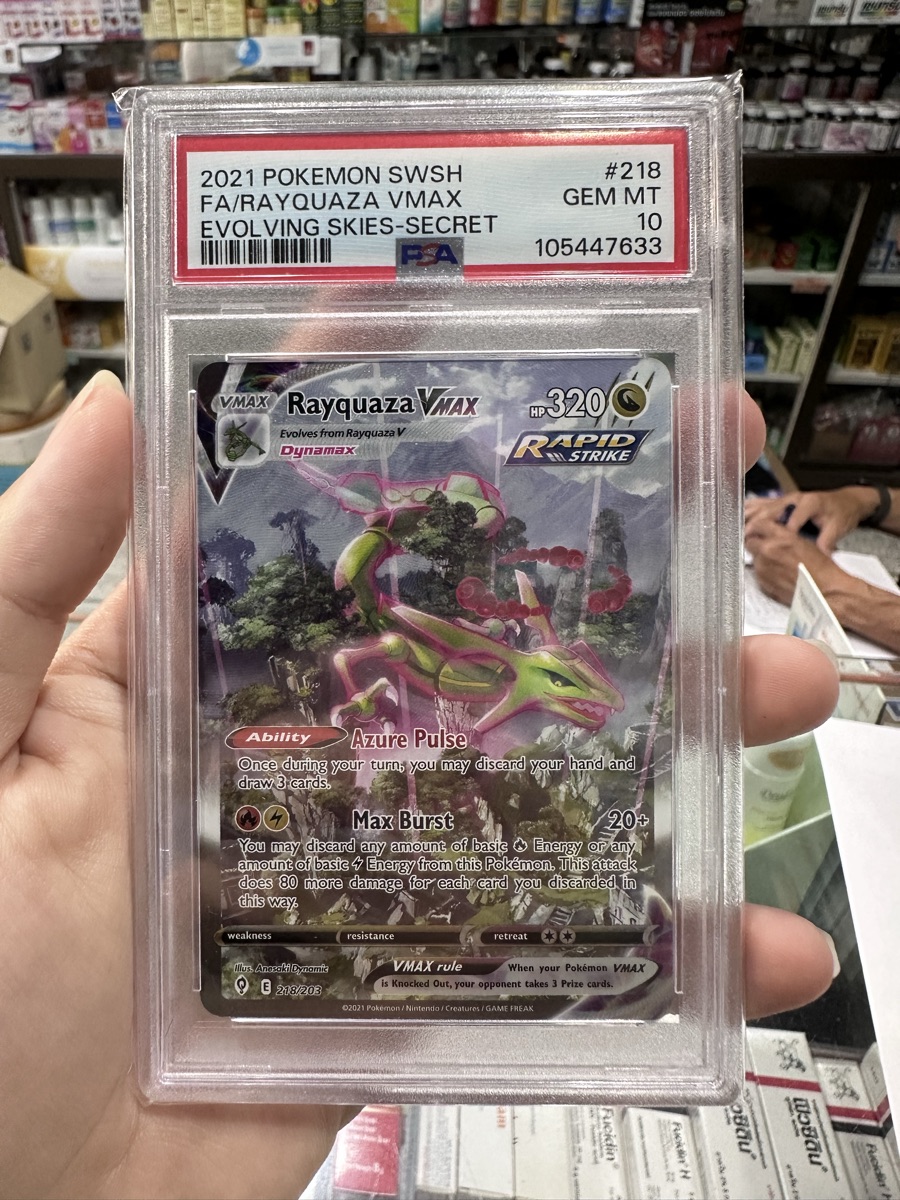 2021 POKEMON SWSH #218
FA/RAYQUAZA VMAX GEM MT
EVOLVING SKIES-SECRET 10
PSA 105447633
VMAX Rayquaza VMAX HP 320
Evolves from Rayquaza V
Dynamax
RAPID
STRIKE
Ability Azure Pulse
Once during your turn, you may discard your hand and
draw 3 cards.
Max Burst 20+
You may discard any amount of basic Energy or any
amount of basic Energy from this Pokémon. This attack
does 80 more damage for each card you discarded in
this way.
weakness resistance retreat
Illus. Anesaki Dynamic
VMAX rule When your Pokémon VMAX
is Knocked Out, your opponent takes 3 Prize cards.
E 218/203
©2021 Pokémon / Nintendo / Creatures / GAME FREAK
Fucidin
Fucidin H